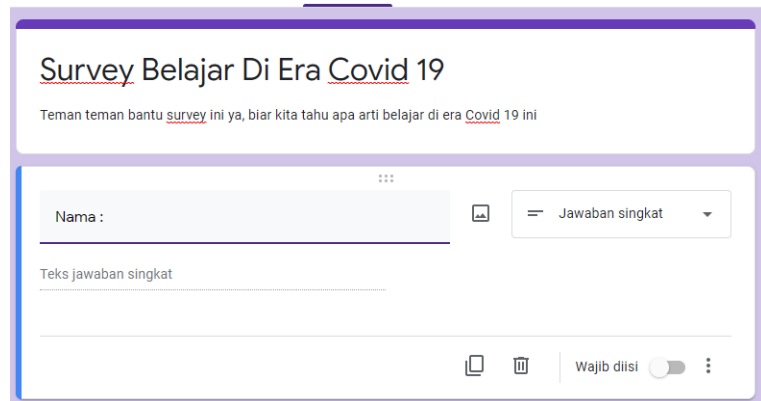 Survey Belajar Di Era Covid 19
Teman teman bantu survey ini ya, biar kita tahu apa arti belajar di era Covid 19 ini
Nama :
Jawaban singkat
Teks jawaban singkat
Wajib diisi